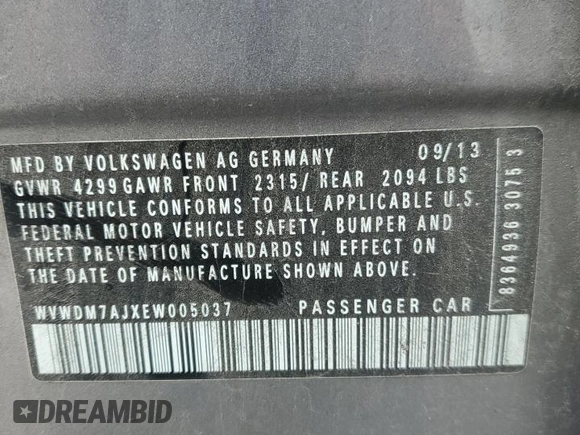 MFD BY VOLKSWAGEN AG GERMANY 09/13
GVWR 4299 GAWR FRONT 2315/ REAR 2094 LBS
THIS VEHICLE CONFORMS TO ALL APPLICABLE U.S.
FEDERAL MOTOR VEHICLE SAFETY, BUMPER AND
THEFT PREVENTION STANDARDS IN EFFECT ON
THE DATE OF MANUFACTURE SHOWN ABOVE.
WVWDM7AJXEW005037 PASSENGER CAR
8364936 3075 3
DREAMBID